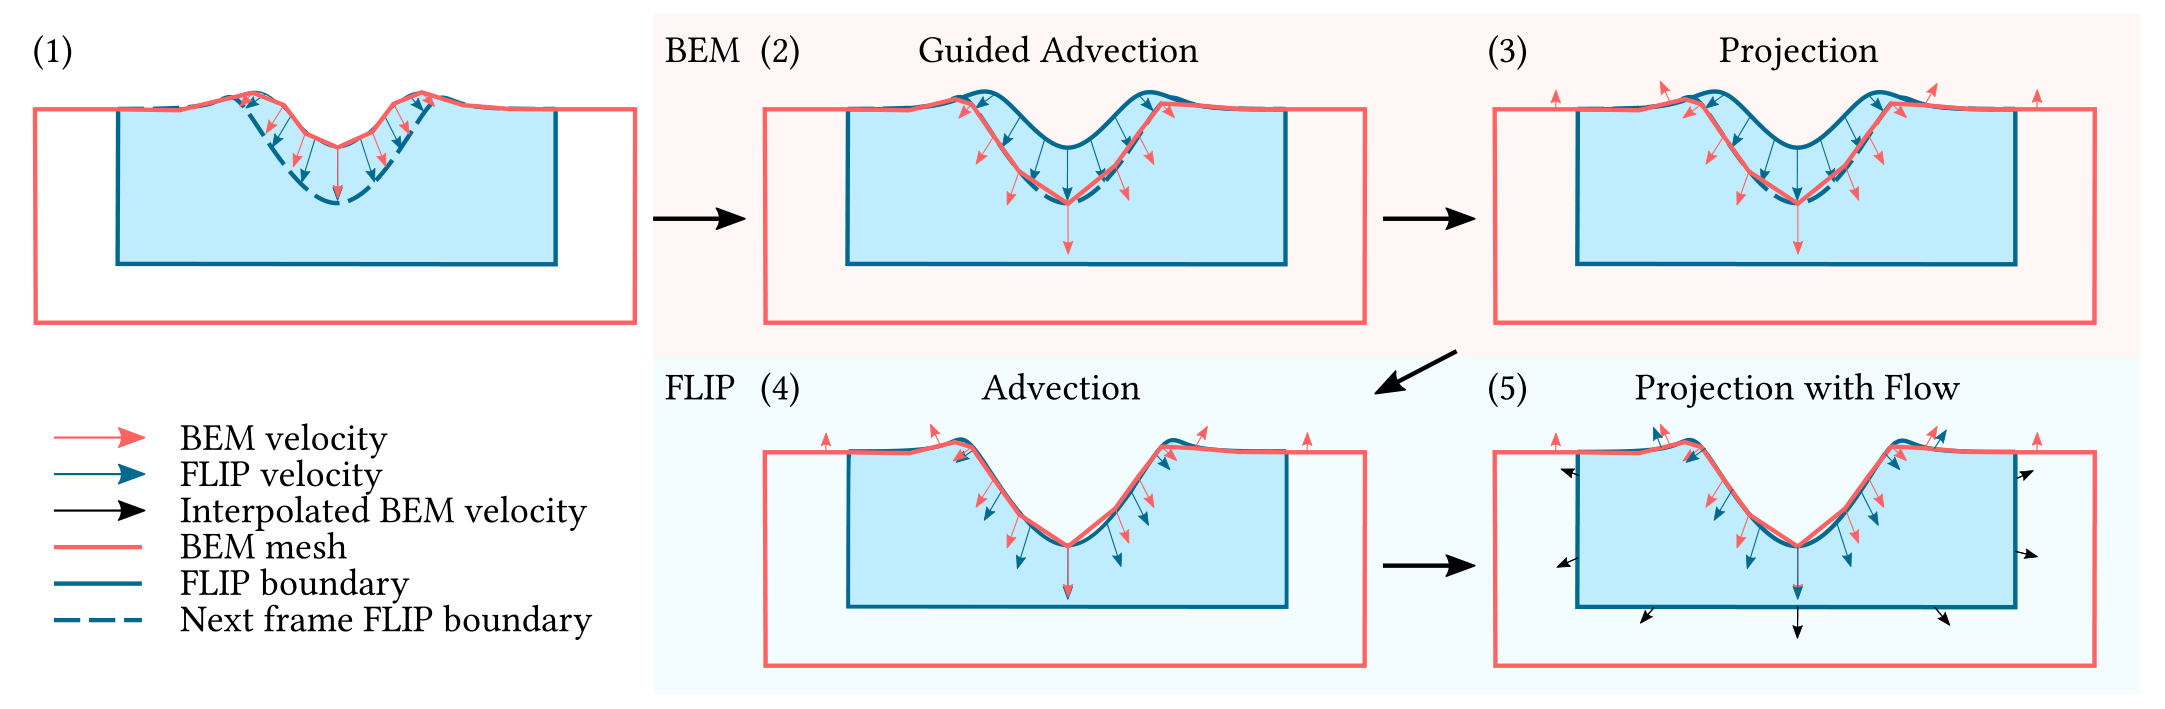 (1)
BEM (2) Guided Advection
(3) Projection
FLIP (4) Advection
(5) Projection with Flow
BEM velocity
FLIP velocity
Interpolated BEM velocity
BEM mesh
FLIP boundary
Next frame FLIP boundary